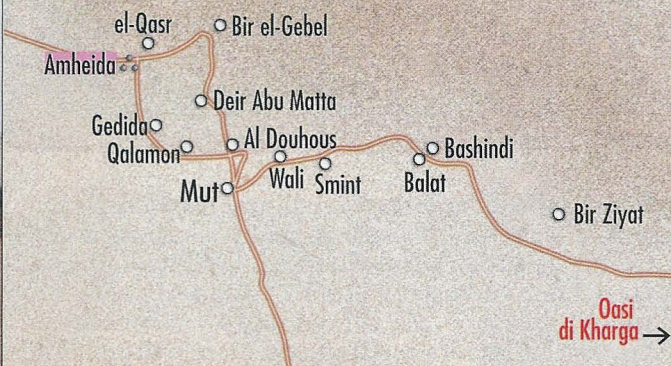 el-Qasr
Bir el-Gebel
Amheida
Deir Abu Matta
Gedida
Al Douhous
Qalamon
Bashindi
Mut
Wali
Smint
Balat
Bir Ziyat
Oasi
di Kharga